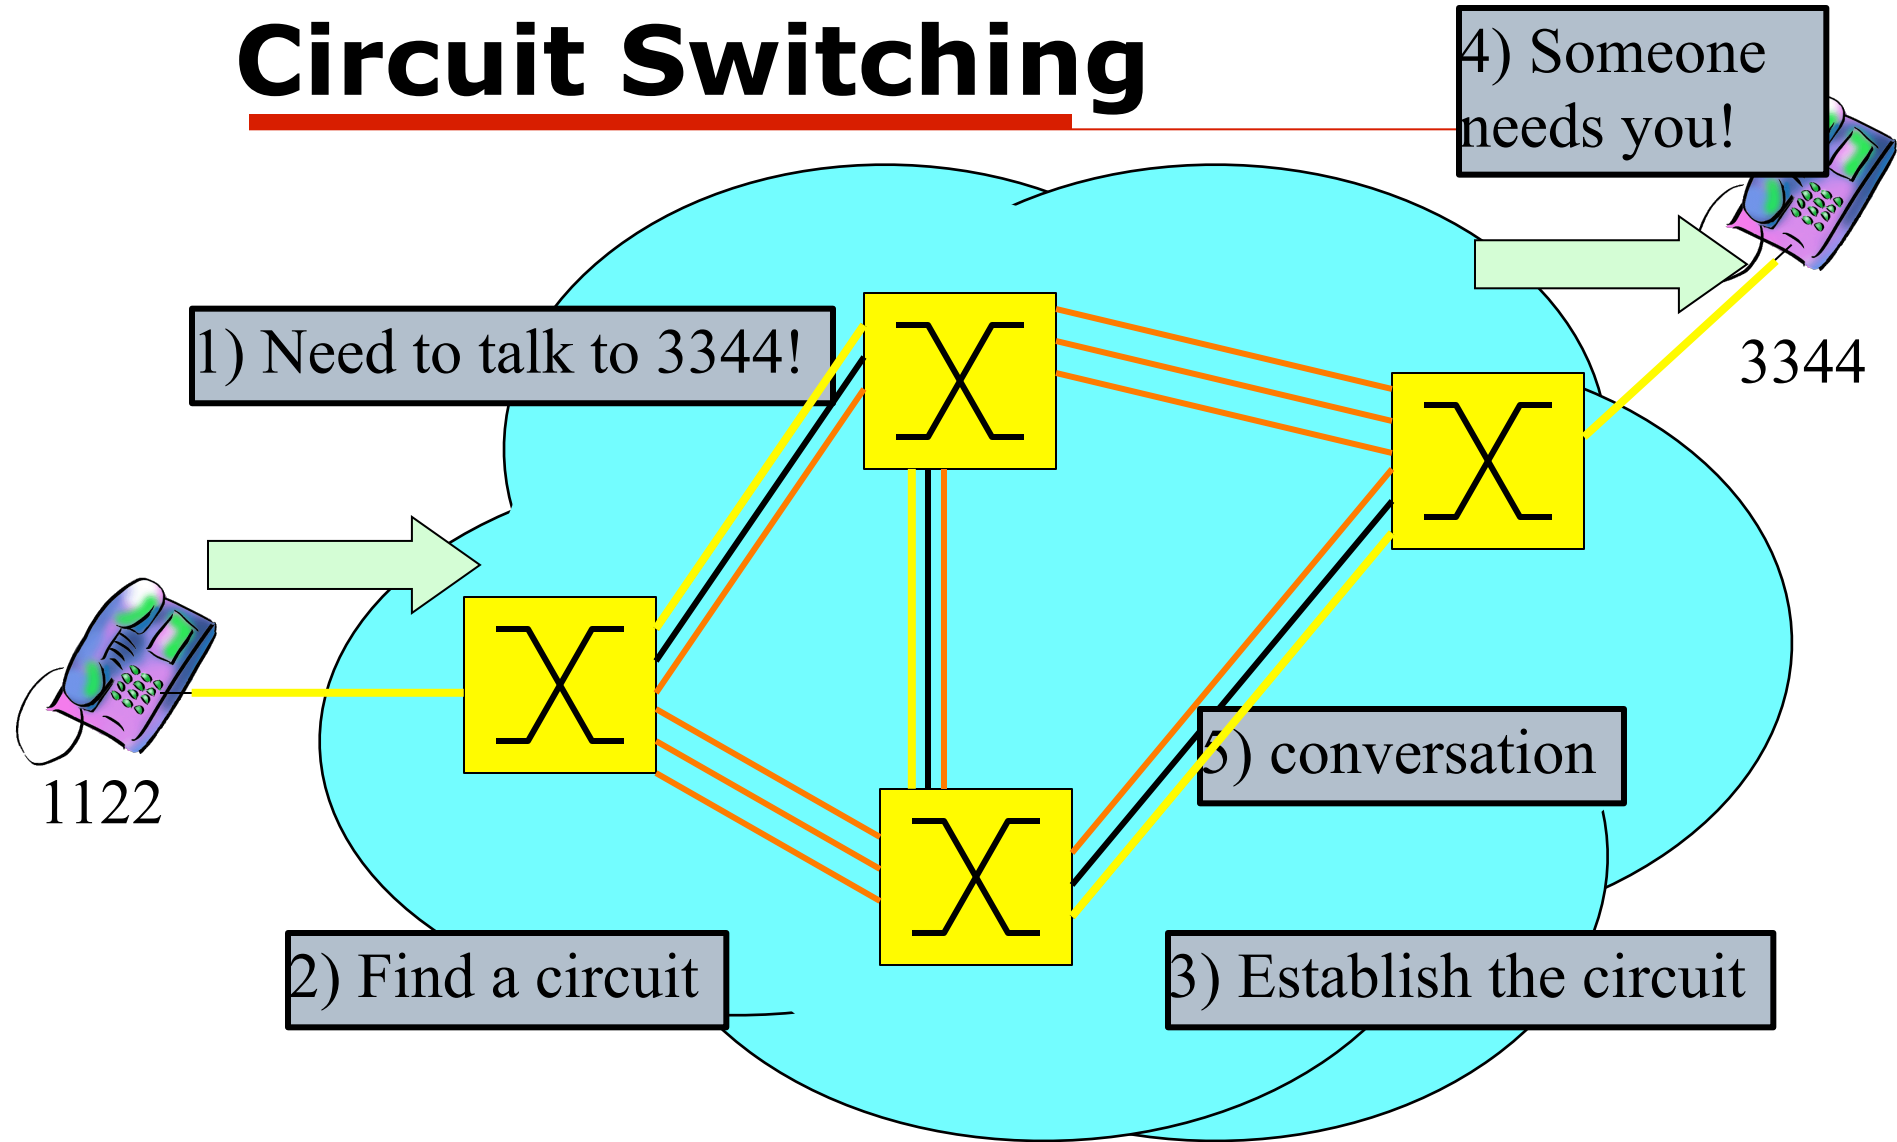 Circuit Switching
4) Someone
needs you!
1) Need to talk to 3344!
3344
1122
5) conversation
2) Find a circuit
3) Establish the circuit